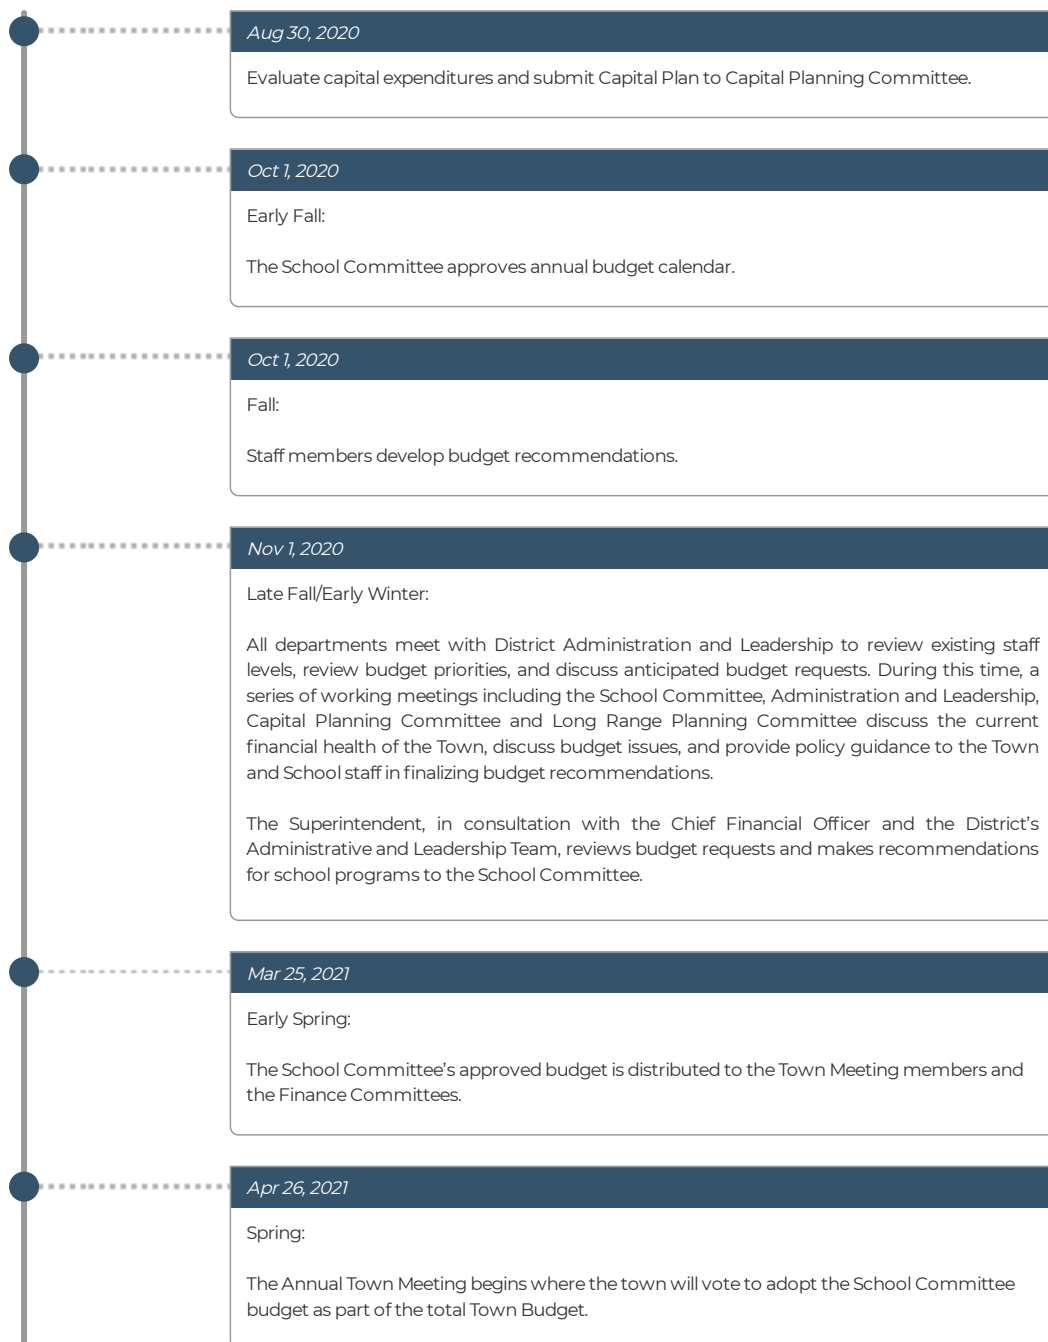 Aug 30, 2020
Evaluate capital expenditures and submit Capital Plan to Capital Planning Committee.
Oct 1, 2020
Early Fall:
The School Committee approves annual budget calendar.
Oct 1, 2020
Fall:
Staff members develop budget recommendations.
Nov 1, 2020
Late Fall/Early Winter:
All departments meet with District Administration and Leadership to review existing staff
levels, review budget priorities, and discuss anticipated budget requests. During this time, a
series of working meetings including the School Committee, Administration and Leadership,
Capital Planning Committee and Long Range Planning Committee discuss the current
financial health of the Town, discuss budget issues, and provide policy guidance to the Town
and School staff in finalizing budget recommendations.
The Superintendent, in consultation with the Chief Financial Officer and the District's
Administrative and Leadership Team, reviews budget requests and makes recommendations
for school programs to the School Committee.
Mar 25, 2021
Early Spring:
The School Committee's approved budget is distributed to the Town Meeting members and
the Finance Committees.
Apr 26, 2021
Spring:
The Annual Town Meeting begins where the town will vote to adopt the School Committee
budget as part of the total Town Budget.